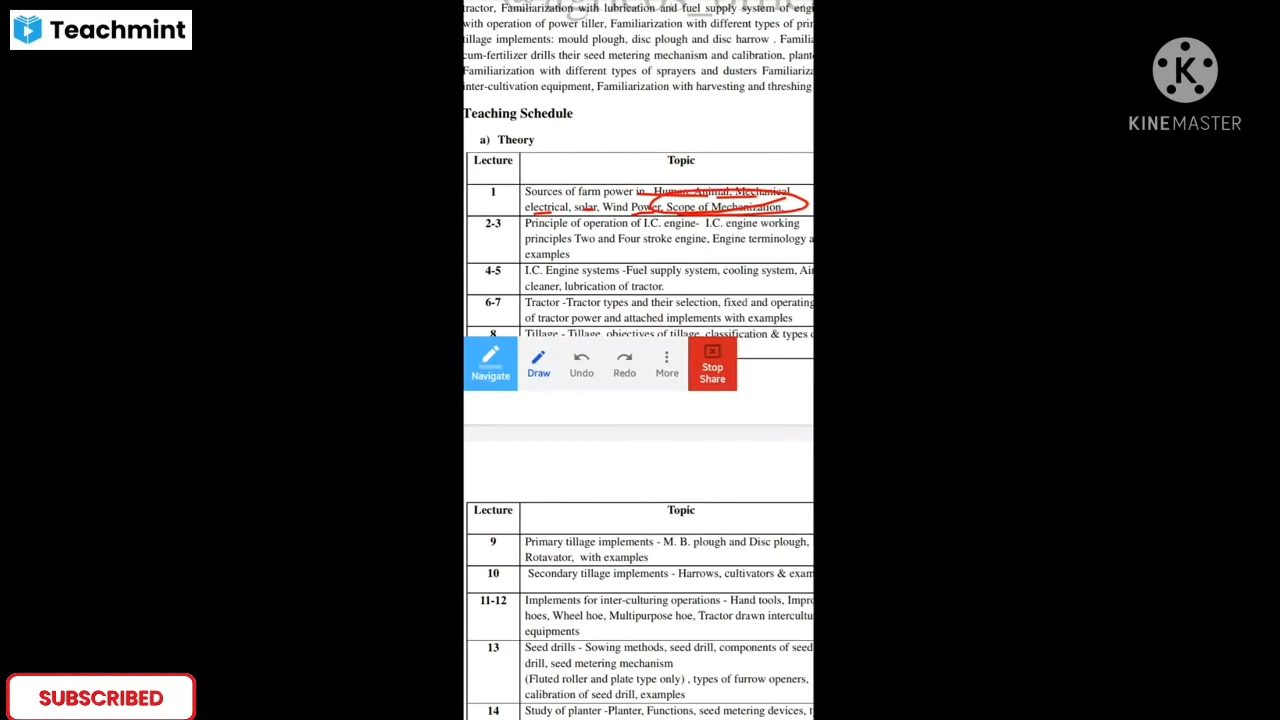 Teachmint
KINEMASTER
tractor, Familiarization with lubrication and fuel supply system of
with operation of power tiller, Familiarization with different types of
tillage implements: mould plough, disc plough and disc harrow .
cum-fertilizer drills their seed metering mechanism and calibration,
Familiarization with different types of sprayers and dusters
inter-cultivation equipment, Familiarization with harvesting and threshing
Teaching Schedule
a) Theory
Lecture Topic
1 Sources of farm power in Human, Animal, Mechanical
electrical, solar, Wind Power, Scope of Mechanization.
2-3 Principle of operation of I.C. engine- I.C. engine working
principles Two and Four stroke engine, Engine terminology
examples
4-5 I.C. Engine systems -Fuel supply system, cooling system, Air
cleaner, lubrication of tractor.
6-7 Tractor -Tractor types and their selection, fixed and operating
of tractor power and attached implements with examples
8 Tillage - Tillage, objectives of tillage, classification & types
Navigate Draw Undo Redo More Stop
Share
Lecture Topic
9 Primary tillage implements - M. B. plough and Disc plough,
Rotavator, with examples
10 Secondary tillage implements - Harrows, cultivators &
11-12 Implements for inter-culturing operations - Hand tools,
hoes, Wheel hoe, Multipurpose hoe, Tractor drawn
equipments
13 Seed drills - Sowing methods, seed drill, components of seed
drill, seed metering mechanism
(Fluted roller and plate type only) , types of furrow openers,
calibration of seed drill, examples
14 Study of planter -Planter, Functions, seed metering devices,
SUBSCRIBED